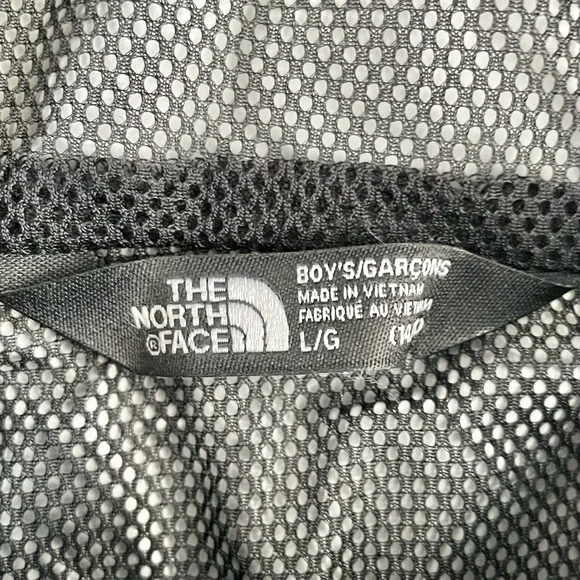 THE
NORTH
FACE
BOY'S/GARÇONS
MADE IN VIETNAM
FABRIQUÉ AU VIETNAM
L/G